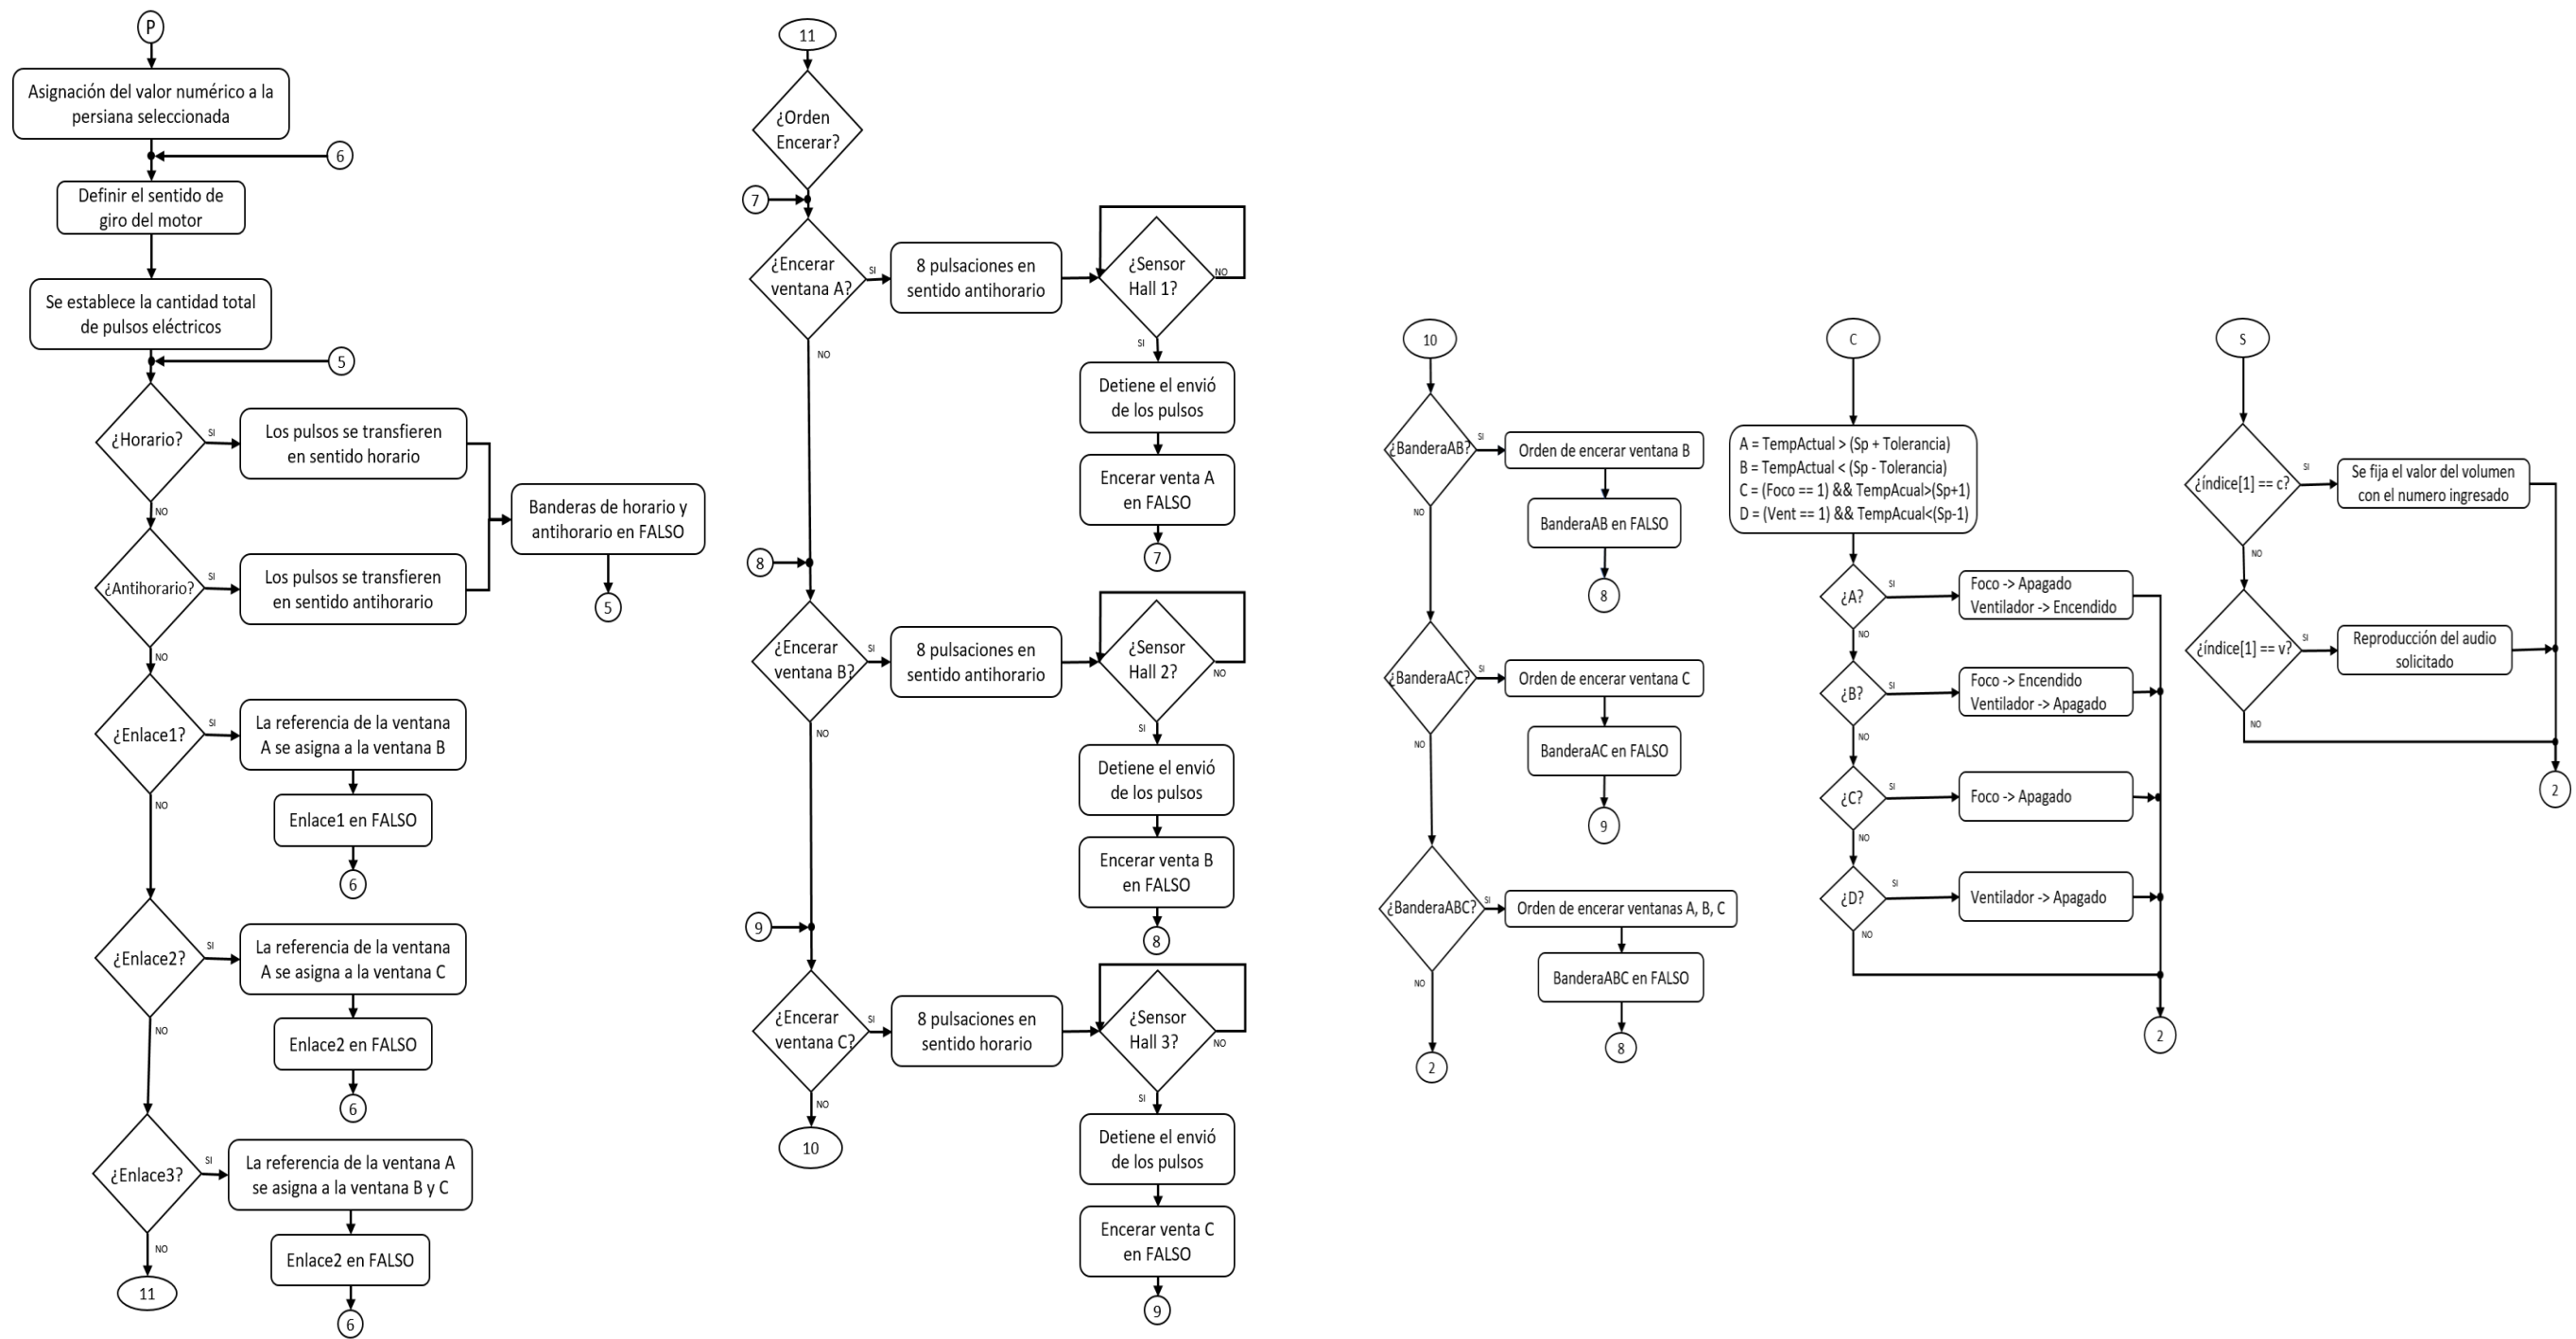 P
Asignación del valor numérico a la
persiana seleccionada
6
Definir el sentido de
giro del motor
Se establece la cantidad total
de pulsos eléctricos
5
¿Horario?
SI
Los pulsos se transfieren
en sentido horario
NO
Banderas de horario y
antihorario en FALSO
5
¿Antihorario?
SI
Los pulsos se transfieren
en sentido antihorario
NO
¿Enlace1?
SI
La referencia de la ventana
A se asigna a la ventana B
NO
Enlace1 en FALSO
6
¿Enlace2?
SI
La referencia de la ventana
A se asigna a la ventana C
NO
Enlace2 en FALSO
6
¿Enlace3?
SI
La referencia de la ventana A
se asigna a la ventana B y C
NO
Enlace2 en FALSO
6
11
11
¿Orden
Encerar?
7
¿Encerar
ventana A?
SI
8 pulsaciones en
sentido antihorario
¿Sensor
Hall 1?
NO
SI
NO
Detiene el envió
de los pulsos
Encerar venta A
en FALSO
7
8
¿Encerar
ventana B?
SI
8 pulsaciones en
sentido antihorario
¿Sensor
Hall 2?
NO
SI
NO
Detiene el envió
de los pulsos
Encerar venta B
en FALSO
8
9
¿Encerar
ventana C?
SI
8 pulsaciones en
sentido horario
¿Sensor
Hall 3?
NO
SI
NO
10
Detiene el envió
de los pulsos
Encerar venta C
en FALSO
9
10
¿BanderaAB?
SI
Orden de encerar ventana B
NO
BanderaAB en FALSO
8
¿BanderaAC?
SI
Orden de encerar ventana C
NO
BanderaAC en FALSO
9
¿BanderaABC?
SI
Orden de encerar ventanas A, B, C
NO
BanderaABC en FALSO
8
2
C
A = TempActual > (Sp + Tolerancia)
B = TempActual < (Sp - Tolerancia)
C = (Foco == 1) && TempAcual>(Sp+1)
D = (Vent == 1) && TempAcual<(Sp-1)
¿A?
SI
Foco -> Apagado
Ventilador -> Encendido
NO
¿B?
SI
Foco -> Encendido
Ventilador -> Apagado
NO
¿C?
SI
Foco -> Apagado
NO
¿D?
SI
Ventilador -> Apagado
NO
2
S
¿índice[1] == c?
SI
Se fija el valor del volumen
con el numero ingresado
NO
¿índice[1] == v?
SI
Reproducción del audio
solicitado
NO
2